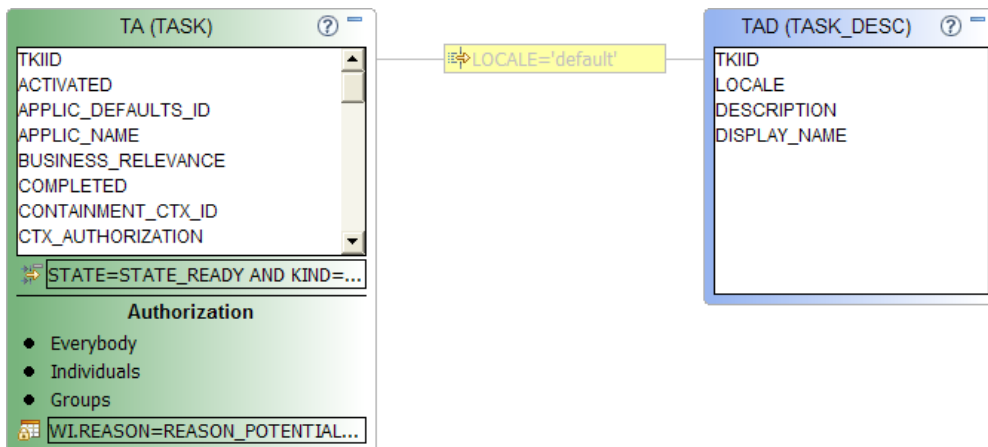 TA (TASK)
TKIID
ACTIVATED
APPLIC_DEFAULTS_ID
APPLIC_NAME
BUSINESS_RELEVANCE
COMPLETED
CONTAINMENT_CTX_ID
CTX_AUTHORIZATION
STATE=STATE_READY AND KIND=...
Authorization
Everybody
Individuals
Groups
WI.REASON=REASON_POTENTIAL...
LOCALE='default'
TAD (TASK_DESC)
TKIID
LOCALE
DESCRIPTION
DISPLAY_NAME